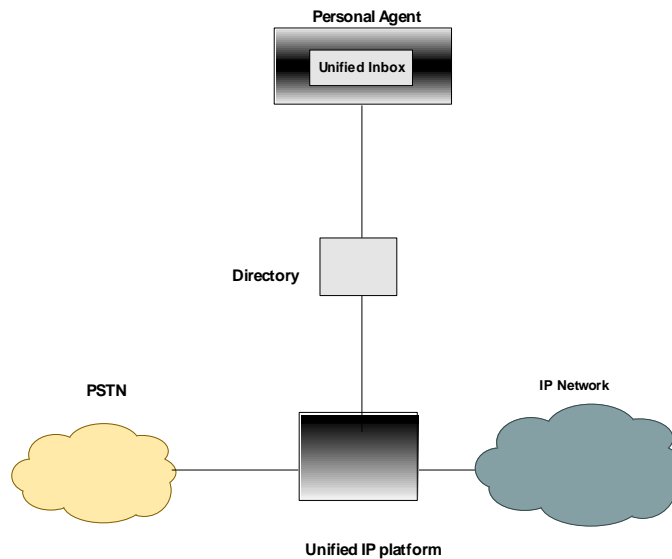 Personal Agent
Unified Inbox
Directory
PSTN
IP Network
Unified IP platform